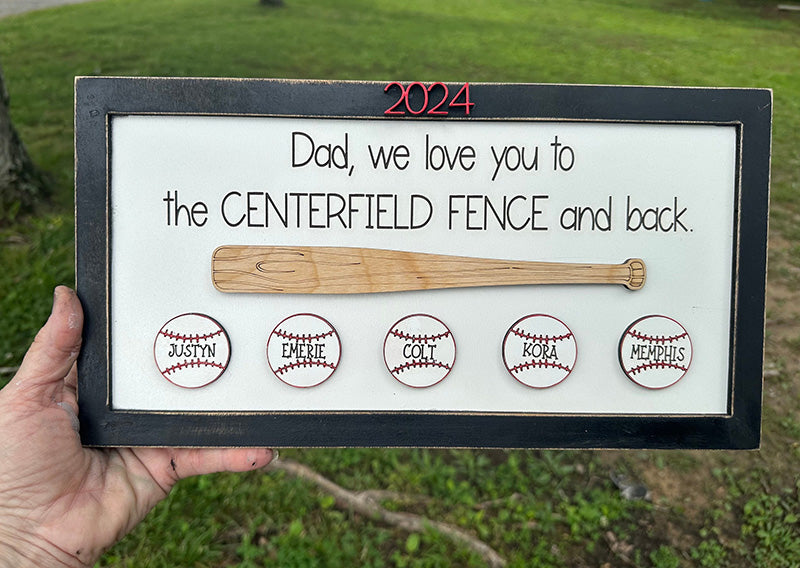 2024
Dad, we love you to
the CENTERFIELD FENCE and back.
JUSTYN EMERIE COLT KORA MEMPHIS